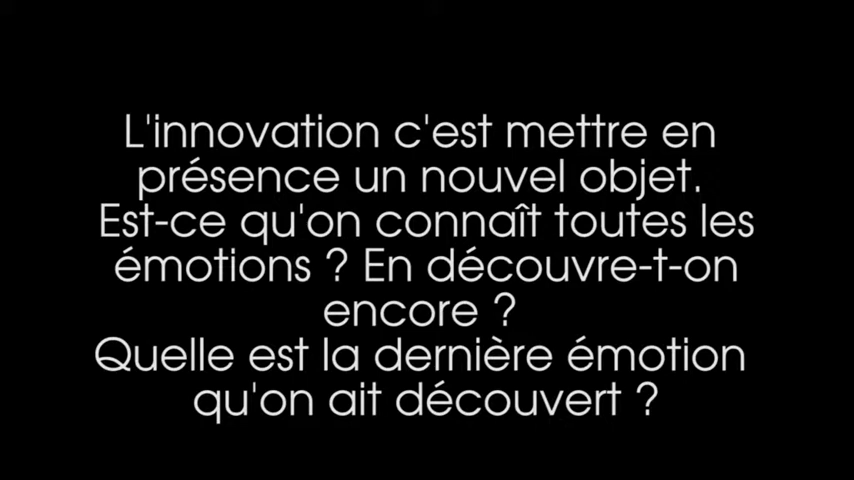 L'innovation c'est mettre en
présence un nouvel objet.
Est-ce qu'on connaît toutes les
émotions ? En découvre-t-on
encore ?
Quelle est la dernière émotion
qu'on ait découvert ?